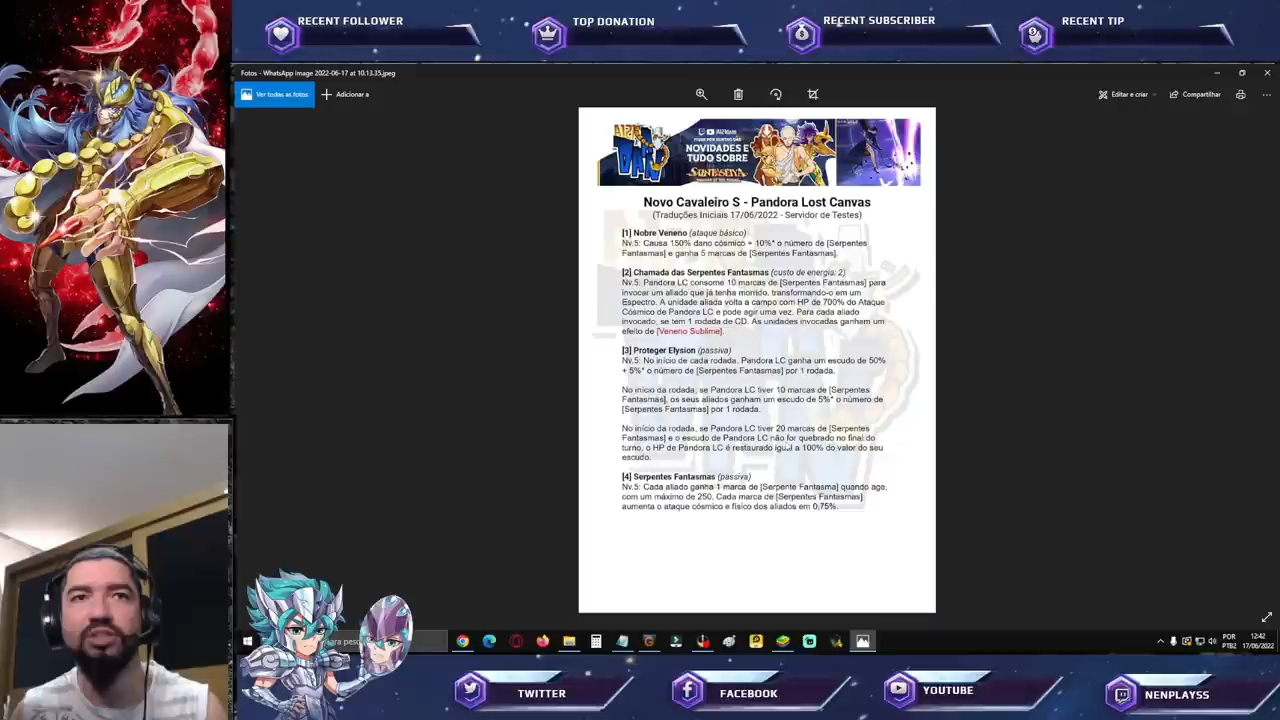 RECENT FOLLOWER
TOP DONATION
RECENT SUBSCRIBER
RECENT TIP
Fotos - WhatsApp Image 2022-06-17 at 10.13.35.jpeg
Ver todas as fotos
Adicionar a
Editar e criar
Compartilhar
NOVIDADES E
TUDO SOBRE
Novo Cavaleiro S - Pandora Lost Canvas
(Traduções Iniciais 17/06/2022 - Servidor de Testes)
[1] Nobre Veneno (ataque básico)
Nv.5: Causa 150% dano cósmico + 10%* o número de [Serpentes
Fantasmas] e ganha 5 marcas de [Serpentes Fantasmas].
[2] Chamada das Serpentes Fantasmas (custo de energia: 2)
Nv.5: Pandora LC consome 10 marcas de [Serpentes Fantasmas] para
invocar um aliado que já tenha morrido, transformando-o em um
Espectro. A unidade aliada volta a campo com HP de 700% do Ataque
Cósmico de Pandora LC e pode agir uma vez. Para cada aliado
invocado, se tem 1 rodada de CD. As unidades invocadas ganham um
efeito de [Veneno Sublime].
[3] Proteger Elysion (passiva)
Nv.5: No início de cada rodada. Pandora LC ganha um escudo de 50%
+ 5%* o número de [Serpentes Fantasmas] por 1 rodada.
No início da rodada, se Pandora LC tiver 10 marcas de [Serpentes
Fantasmas], os seus aliados ganham um escudo de 5%* o número de
[Serpentes Fantasmas] por 1 rodada.
No início da rodada, se Pandora LC tiver 20 marcas de [Serpentes
Fantasmas] e o escudo de Pandora LC não for quebrado no final do
turno, o HP de Pandora LC é restaurado igual a 100% do valor do seu
escudo.
[4] Serpentes Fantasmas (passiva)
Nv.5: Cada aliado ganha 1 marca de [Serpente Fantasma] quando age,
com um máximo de 250. Cada marca de [Serpentes Fantasmas]
aumenta o ataque cósmico e físico dos aliados em 0,75%.
para pesq
POR
PTB2
12:42
17/06/2022
TWITTER
FACEBOOK
YOUTUBE
NENPLAYSS